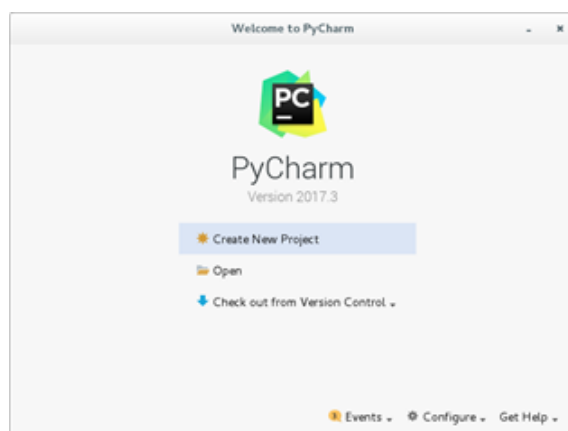 Welcome to PyCharm
PC
PyCharm
Version 2017.3
Create New Project
Open
Check out from Version Control
Events
Configure
Get Help